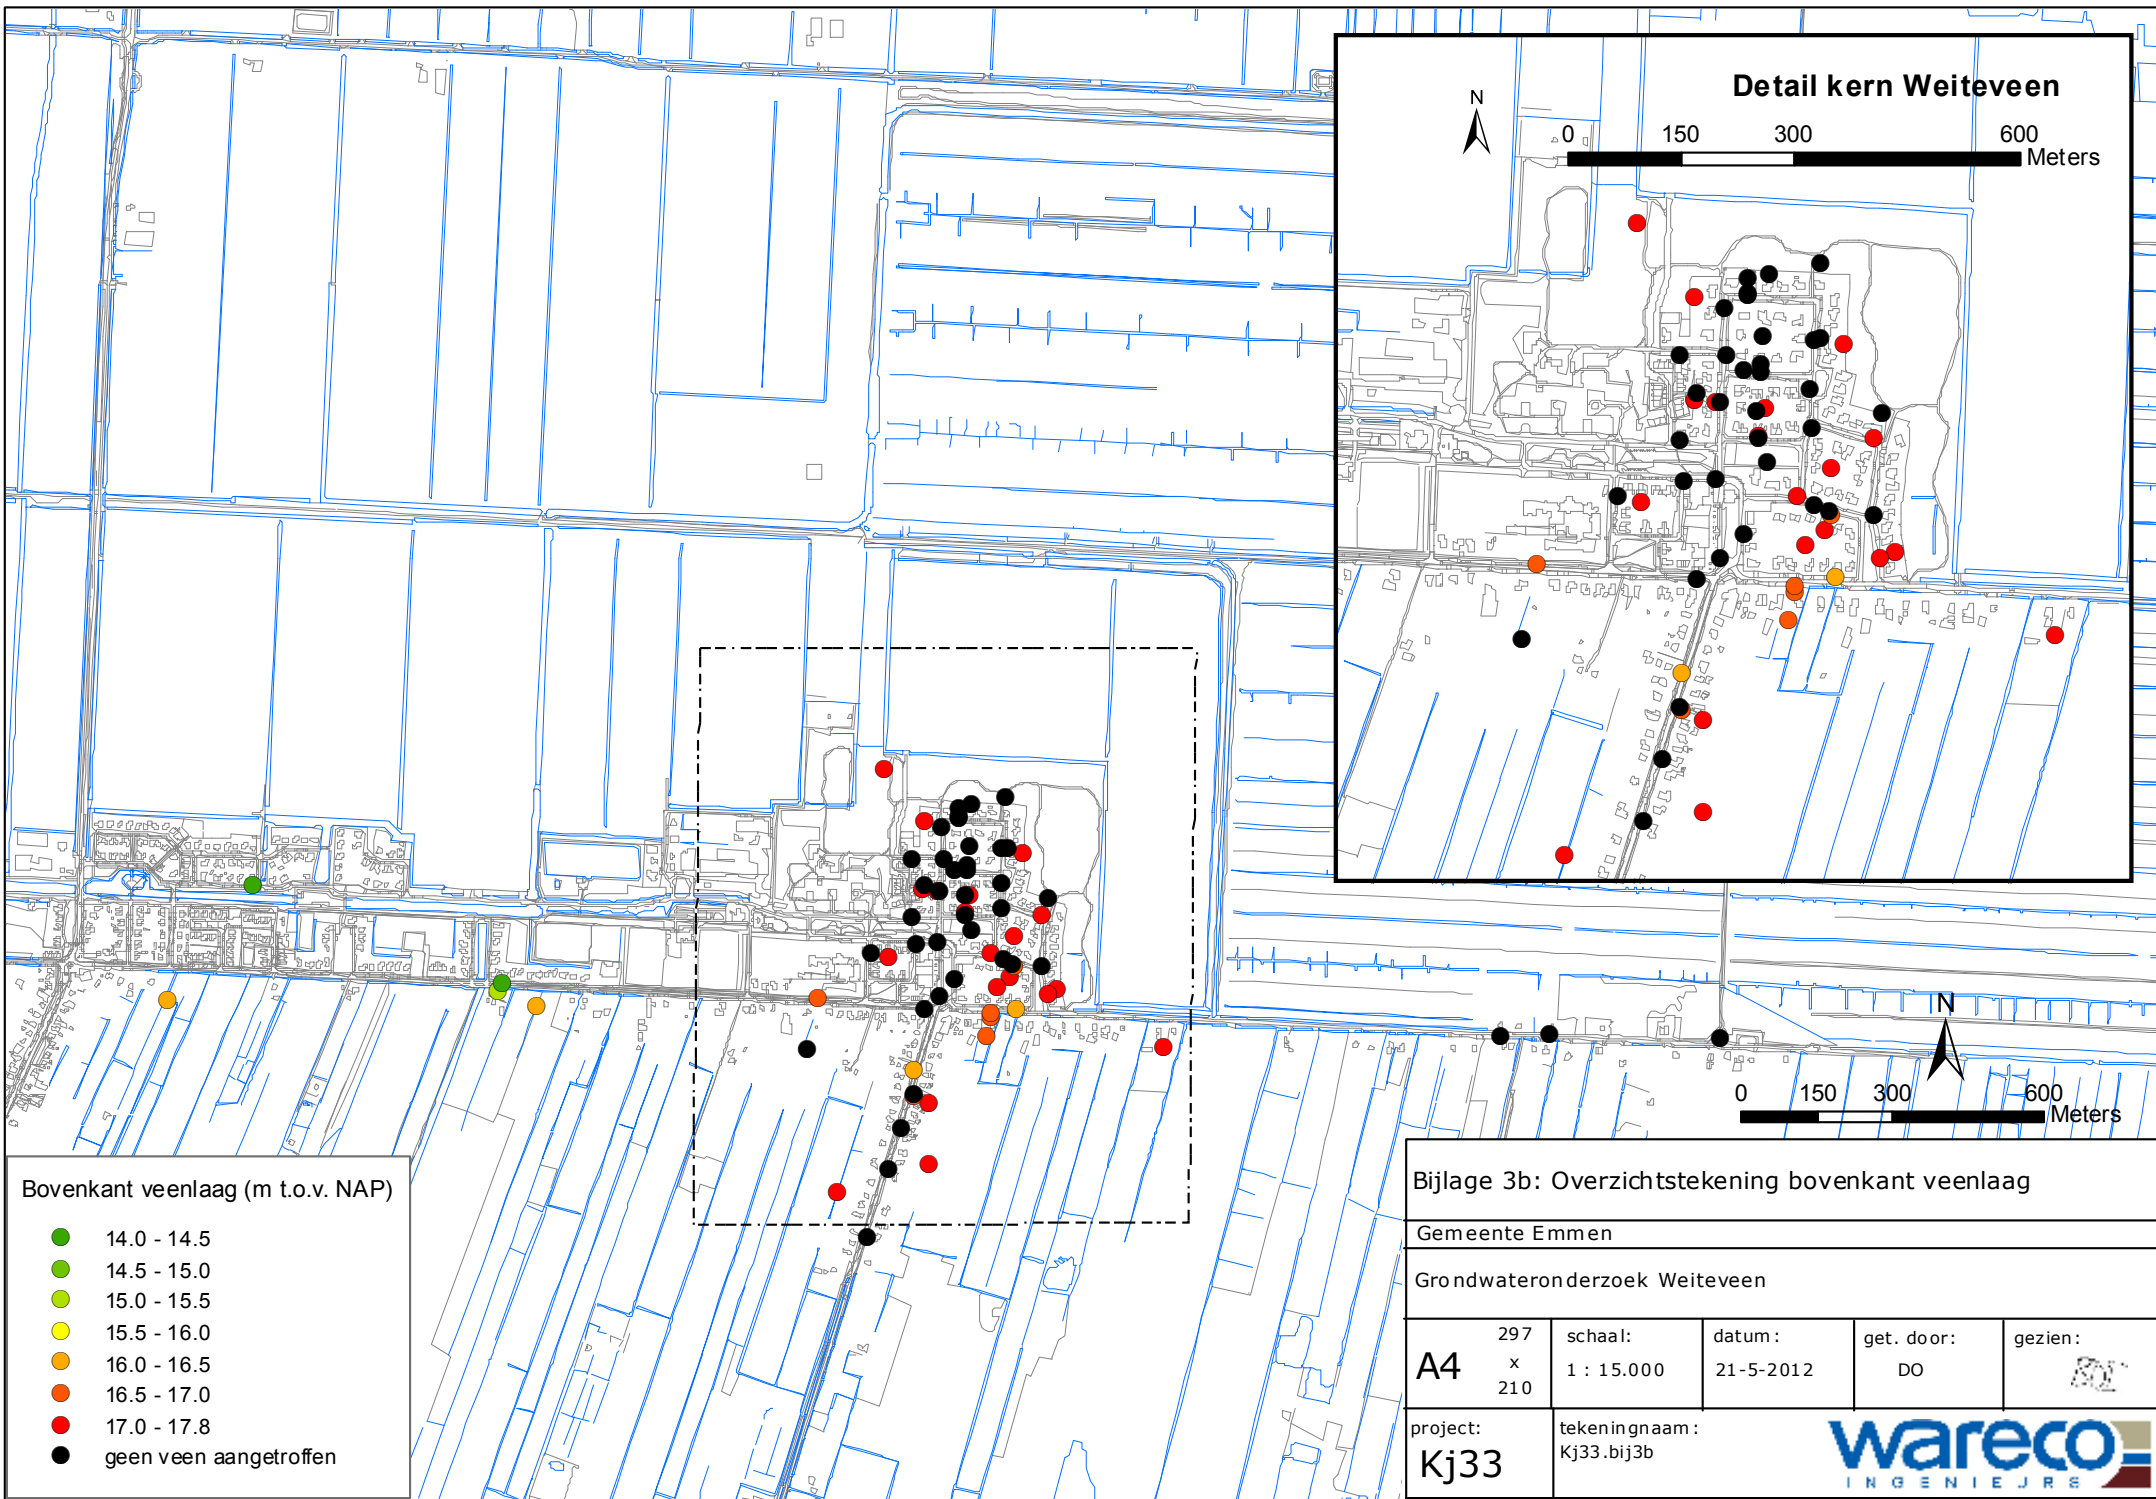 Detail kern Weiteveen
N
0 150 300 600
Meters
N
0 150 300 600
Meters
Bovenkant veenlaag (m t.o.v. NAP)
14.0 - 14.5
14.5 - 15.0
15.0 - 15.5
15.5 - 16.0
16.0 - 16.5
16.5 - 17.0
17.0 - 17.8
geen veen aangetroffen
Bijlage 3b: Overzichtstekening bovenkant veenlaag
Gemeente Emmen
Grondwateronderzoek Weiteveen
A4 297 x 210
schaal:
1 : 15.000
datum:
21-5-2012
get. door:
DO
gezien:
project:
Kj33
tekeningnaam:
Kj33.bij3b
wareco
INGENIEURS